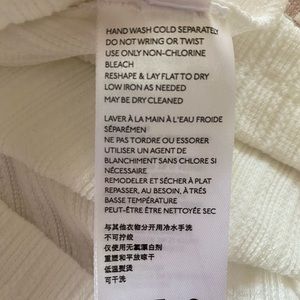 HAND WASH COLD SEPARATELY
DO NOT WRING OR TWIST
USE ONLY NON-CHLORINE
BLEACH
RESHAPE & LAY FLAT TO DRY
LOW IRON AS NEEDED
MAY BE DRY CLEANED
LAVER À LA MAIN À L'EAU FROIDE
SÉPARÉMEN
NE PAS TORDRE OU ESSORER
UTILISER UN AGENT DE
BLANCHIMENT SANS CHLORE SI
NÉCESSAIRE
REMODELER ET SÉCHER À PLAT
REPASSER, AU BESOIN, À TRÉS
BASSE TEMPÉRATURE
PEUT-ÊTRE ÊTRE NETTOYÉE SEC
与其他衣物分开用冷水手洗
不可拧绞
仅使用无氯漂白剂
重塑和平放晾干
低温熨烫
可干洗